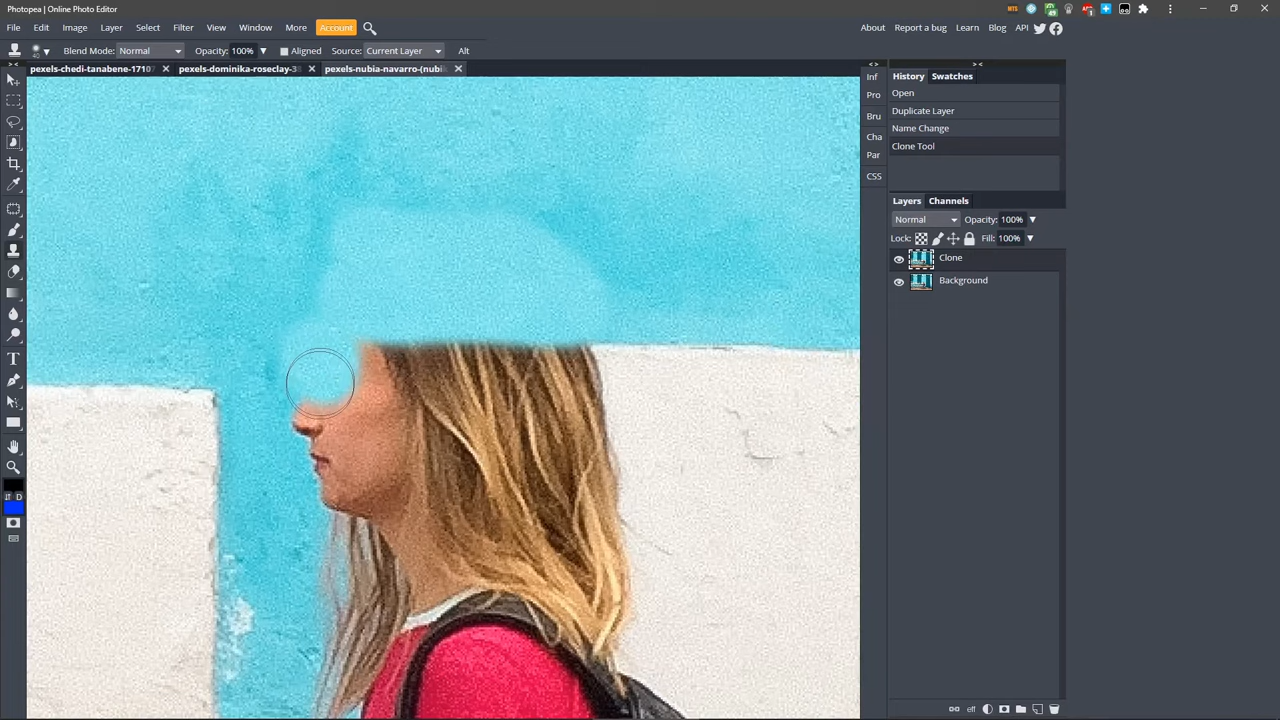 Photopea | Online Photo Editor
File Edit Image Layer Select Filter Window More Account About Report a bug Learn Blog API
Blend Mode: Normal Opacity: 100% Aligned Source: Current Layer Alt
pexels-chedi-tanabene-1710 pexels-dominika-roseclay-3 pexels-nubia-navarro-(nubi
Inf
Pro
Bru
Cha
Par
CSS
History Swatches
Open
Duplicate Layer
Name Change
Clone Tool
Layers Channels
Normal Opacity: 100%
Lock: Fill: 100%
Clone
Background
eff
D